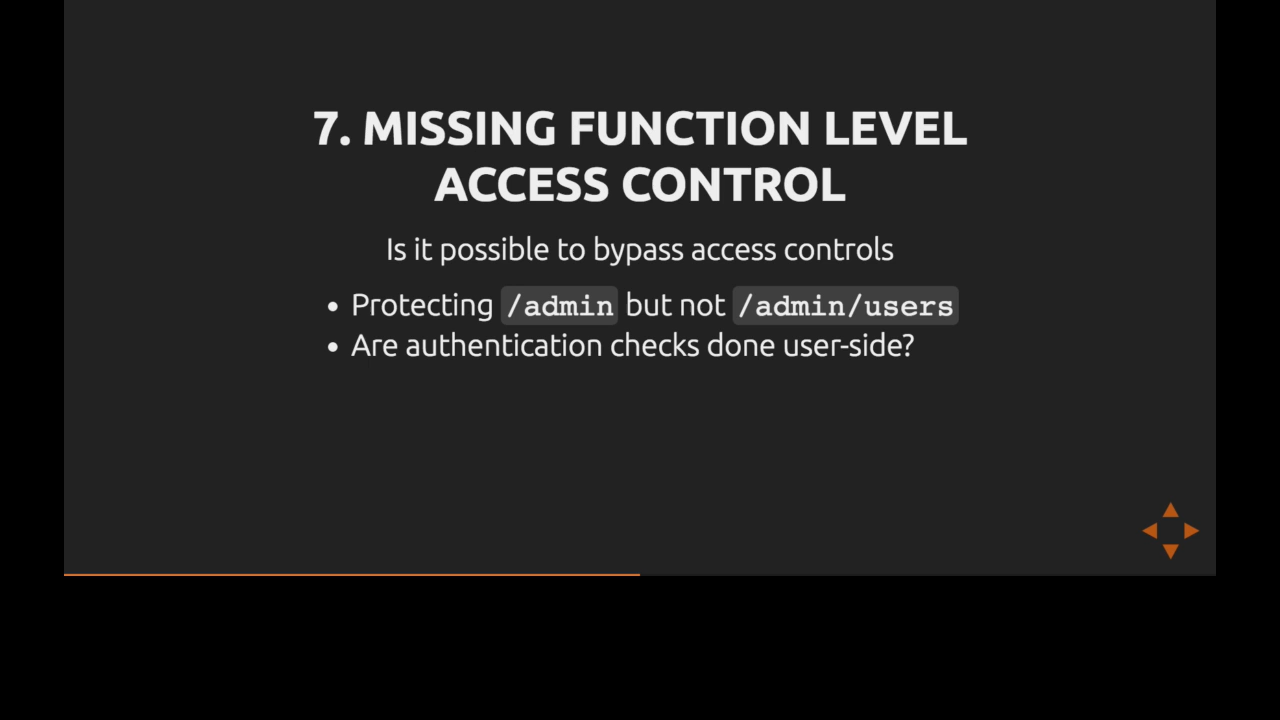 7. MISSING FUNCTION LEVEL
ACCESS CONTROL
Is it possible to bypass access controls
• Protecting /admin but not /admin/users
• Are authentication checks done user-side?